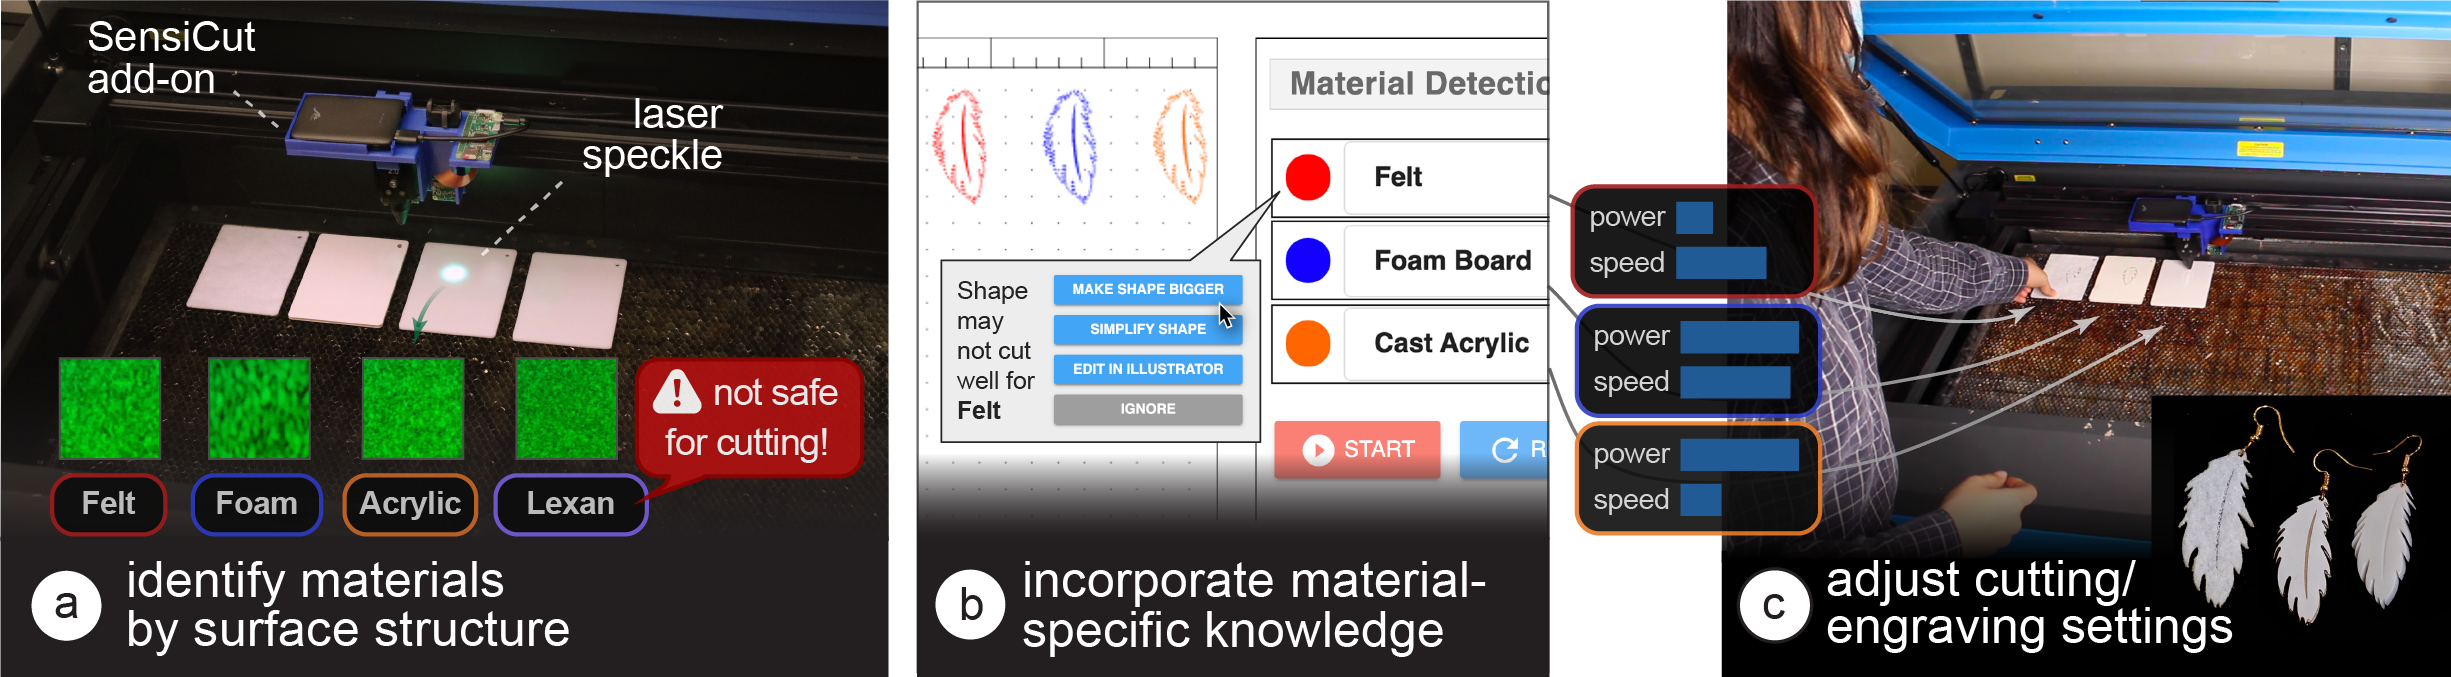 SensiCut
add-on
laser
speckle
not safe
for cutting!
Felt
Foam
Acrylic
Lexan
a
identify materials
by surface structure
Material Detectio
Felt
Foam Board
Cast Acrylic
Shape
may
not cut
well for
Felt
MAKE SHAPE BIGGER
SIMPLIFY SHAPE
EDIT IN ILLUSTRATOR
IGNORE
START
R
b
incorporate material-
specific knowledge
power
speed
power
speed
power
speed
c
adjust cutting/
engraving settings